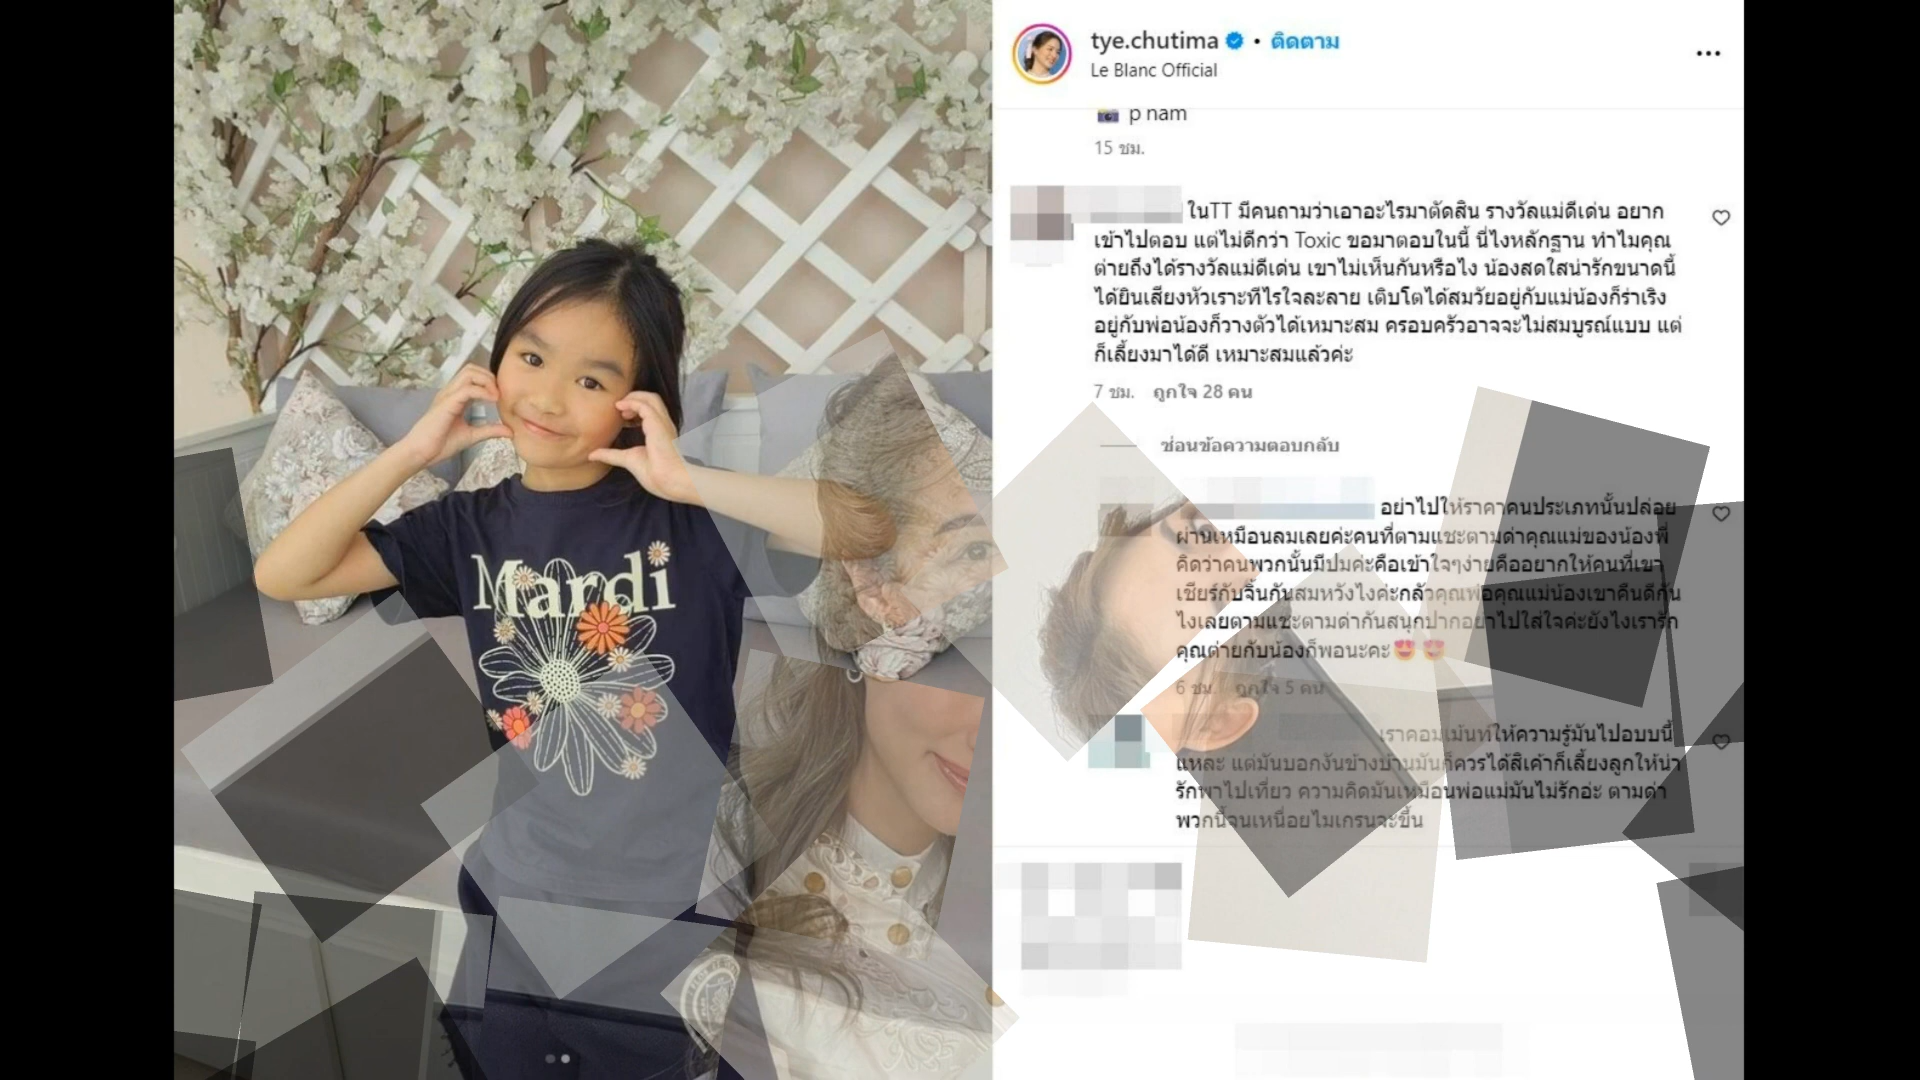 Mardi
tye.chutima • ติดตาม
Le Blanc Official
p nam
15 ชม.
ในTT มีคนถามว่าเอาอะไรมาตัดสิน รางวัลแม่ดีเด่น อยาก
เข้าไปตอบ แต่ไม่ดีกว่า Toxic ขอมาตอบในนี้ นี่ไงหลักฐาน ทำไมคุณ
ต่ายถึงได้รางวัลแม่ดีเด่น เขาไม่เห็นกันหรือไง น้องสดใสน่ารักขนาดนี้
ได้ยินเสียงหัวเราะทีไรใจละลาย เติบโตได้สมวัยอยู่กับแม่น้องก็ร่าเริง
อยู่กับพ่อน้องก็วางตัวได้เหมาะสม ครอบครัวอาจจะไม่สมบูรณ์แบบ แต่
ก็เลี้ยงมาได้ดี เหมาะสมแล้วค่ะ
7 ชม. ถูกใจ 28 คน
ซ่อนข้อความตอบกลับ
อย่าไปให้ราคาคนประเภทนั้นปล่อย
ผ่านเหมือนลมเลยค่ะคนที่ตามแซะตามด่าคุณแม่ของน้องพี่
คิดว่าคนพวกนั้นมีปมค่ะคือเข้าใจๆง่ายคืออยากให้คนที่เขา
เชียร์กับจิ้นกันสมหวังไงค่ะกลัวคุณพ่อคุณแม่น้องเขาคืนดีกัน
ไงเลยตามแซะตามด่ากันสนุกปากอย่าไปใส่ใจค่ะยังไงเรารัก
คุณต่ายกับน้องก็พอนะคะ😍😍
6 ชม. ถูกใจ 5 คน
เราคอมเม้นท์ให้ความรู้มันไปอบบนี้
แหละ แต่มันบอกงันข้างบ้านมันก็ควรได้สิเค้าก็เลี้ยงลูกให้น่า
รักพาไปเที่ยว ความคิดมันเหมือนพ่อแม่มันไม่รักอ่ะ ตามด่า
พวกนี้จนเหนื่อยไมเกรนจะขึ้น